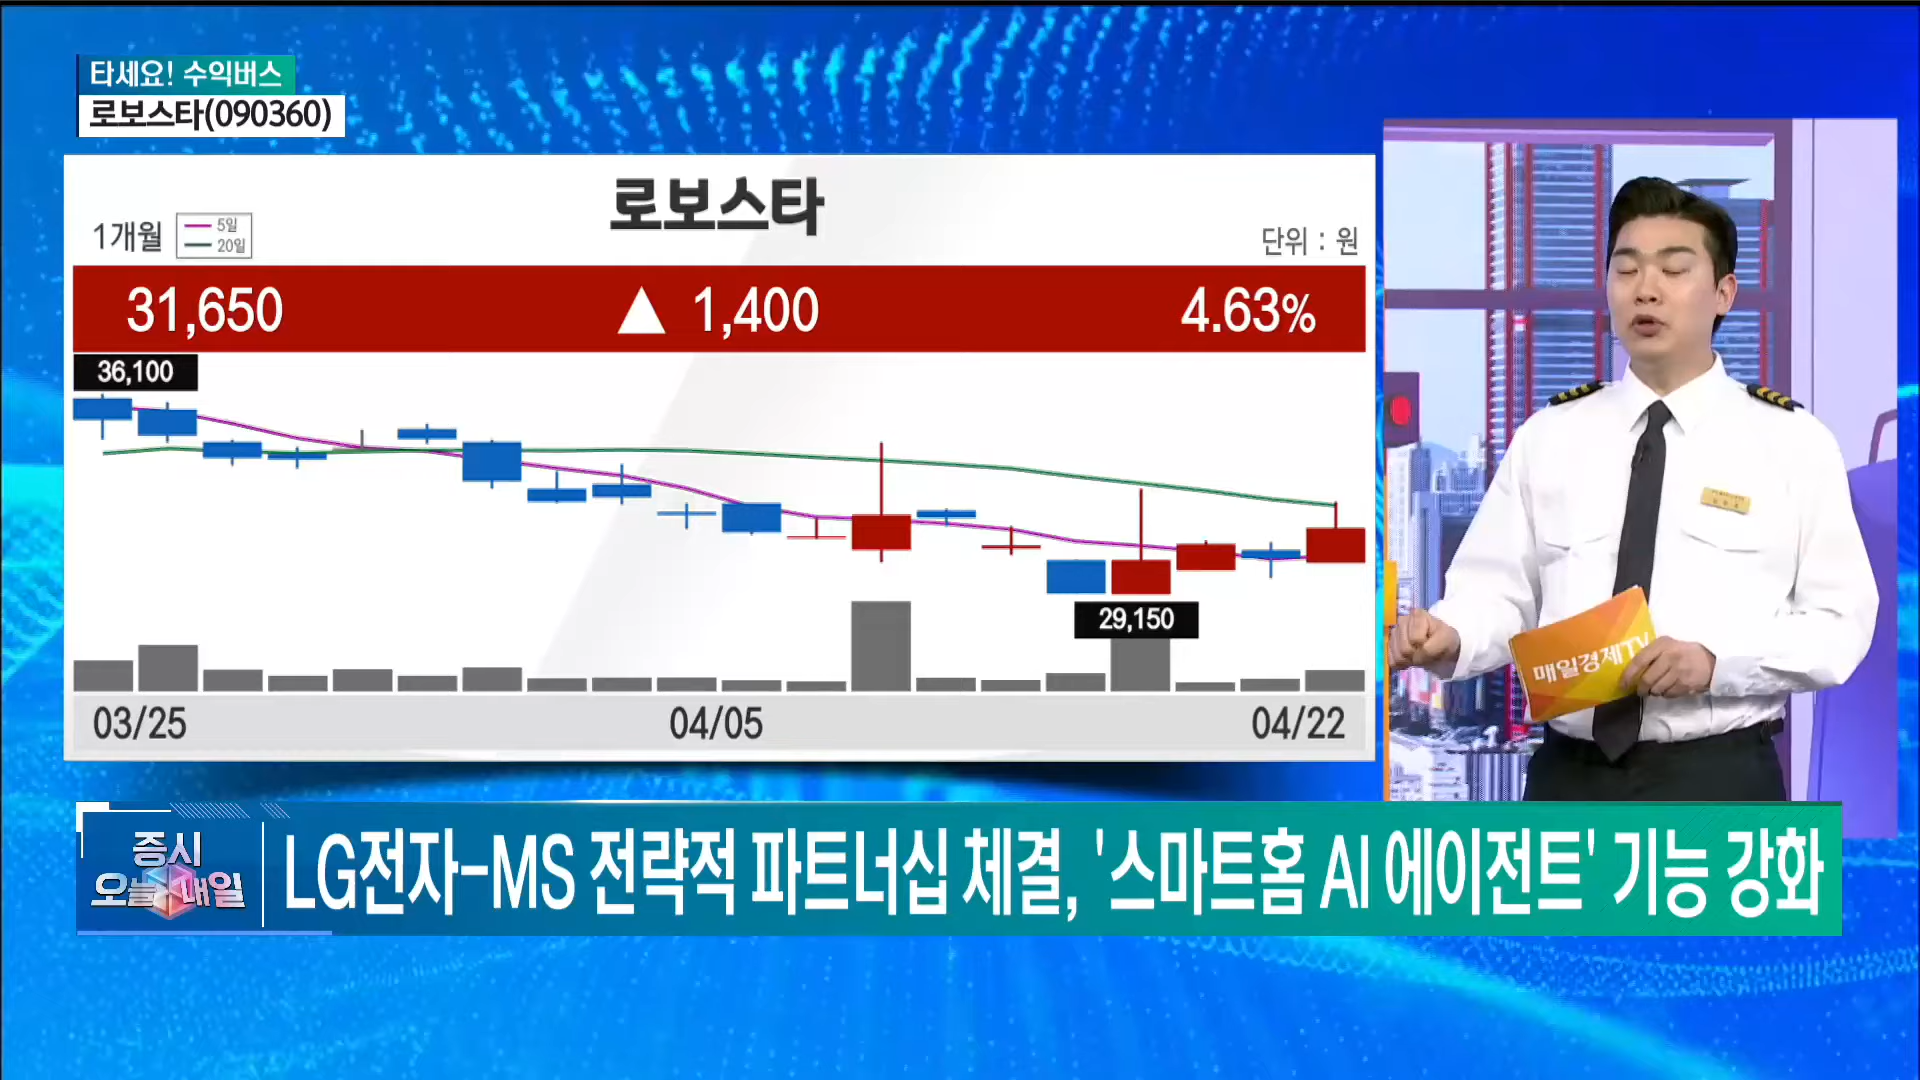 타세요! 수익버스
로보스타(090360)
로보스타
1개월
5일
20일
단위 : 원
31,650 ▲ 1,400 4.63%
36,100
29,150
03/25 04/05 04/22
매일경제TV
증시
오늘 매일
LG전자-MS 전략적 파트너십 체결, '스마트홈 AI 에이전트' 기능 강화